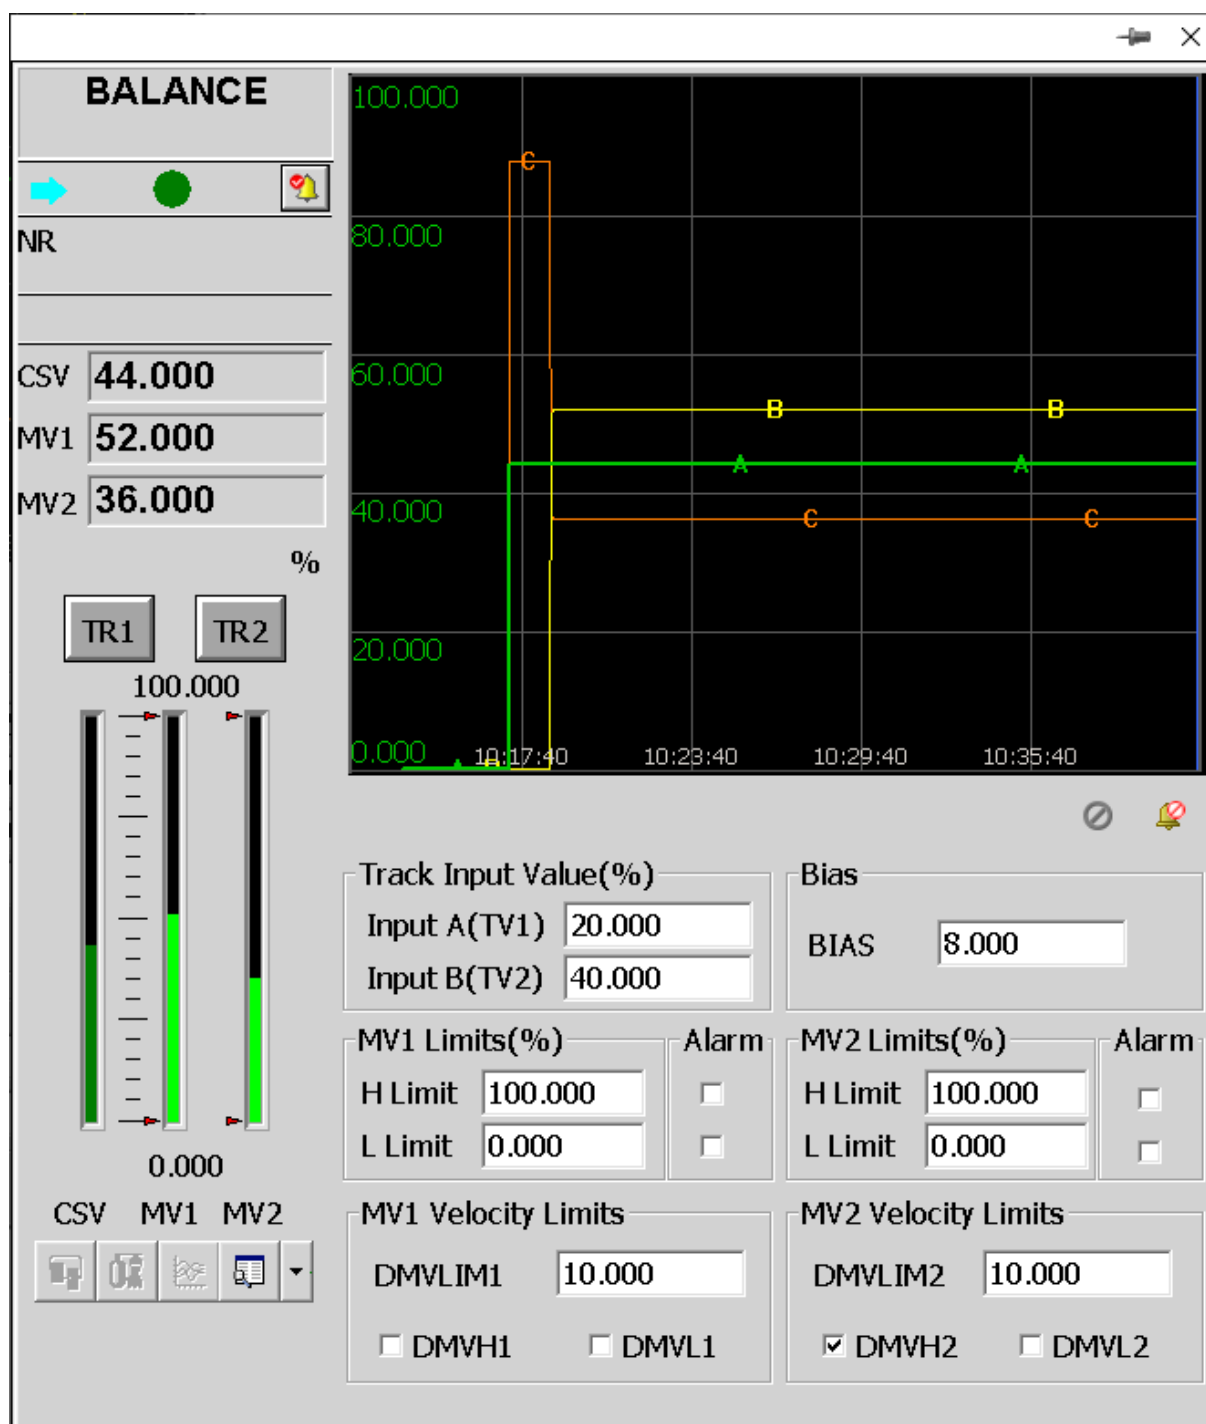 BALANCE
NR
CSV 44.000
MV1 52.000
MV2 36.000
%
TR1 TR2
100.000
0.000
CSV MV1 MV2
100.000
C
80.000
60.000
B B
A A
40.000
C C
20.000
0.000 10:17:40 10:23:40 10:29:40 10:35:40
Track Input Value(%)
Input A(TV1) 20.000
Input B(TV2) 40.000
Bias
BIAS 8.000
MV1 Limits(%) Alarm
H Limit 100.000
L Limit 0.000
MV2 Limits(%) Alarm
H Limit 100.000
L Limit 0.000
MV1 Velocity Limits
DMVLIM1 10.000
DMVH1 DMVL1
MV2 Velocity Limits
DMVLIM2 10.000
DMVH2 DMVL2